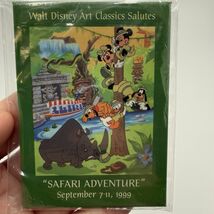 Walt Disney Art Classics Salutes
"SAFARI ADVENTURE"
September 7-11, 1999